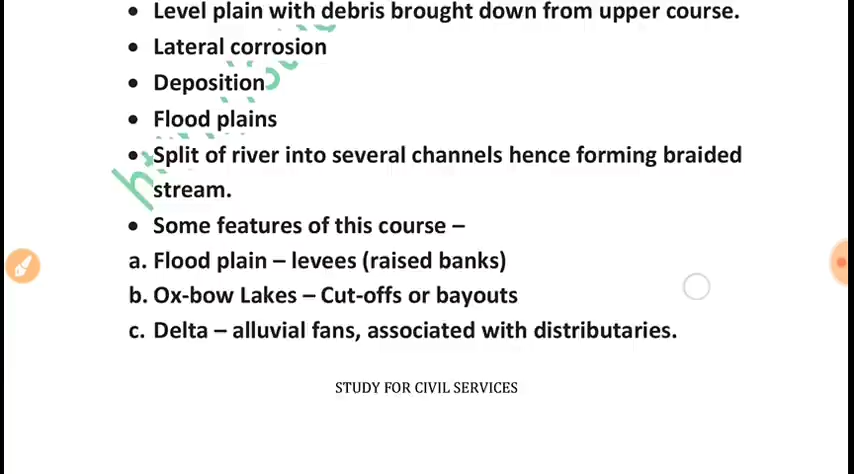 • Level plain with debris brought down from upper course.
• Lateral corrosion
• Deposition
• Flood plains
• Split of river into several channels hence forming braided
stream.
• Some features of this course –
a. Flood plain – levees (raised banks)
b. Ox-bow Lakes – Cut-offs or bayouts
c. Delta – alluvial fans, associated with distributaries.
STUDY FOR CIVIL SERVICES